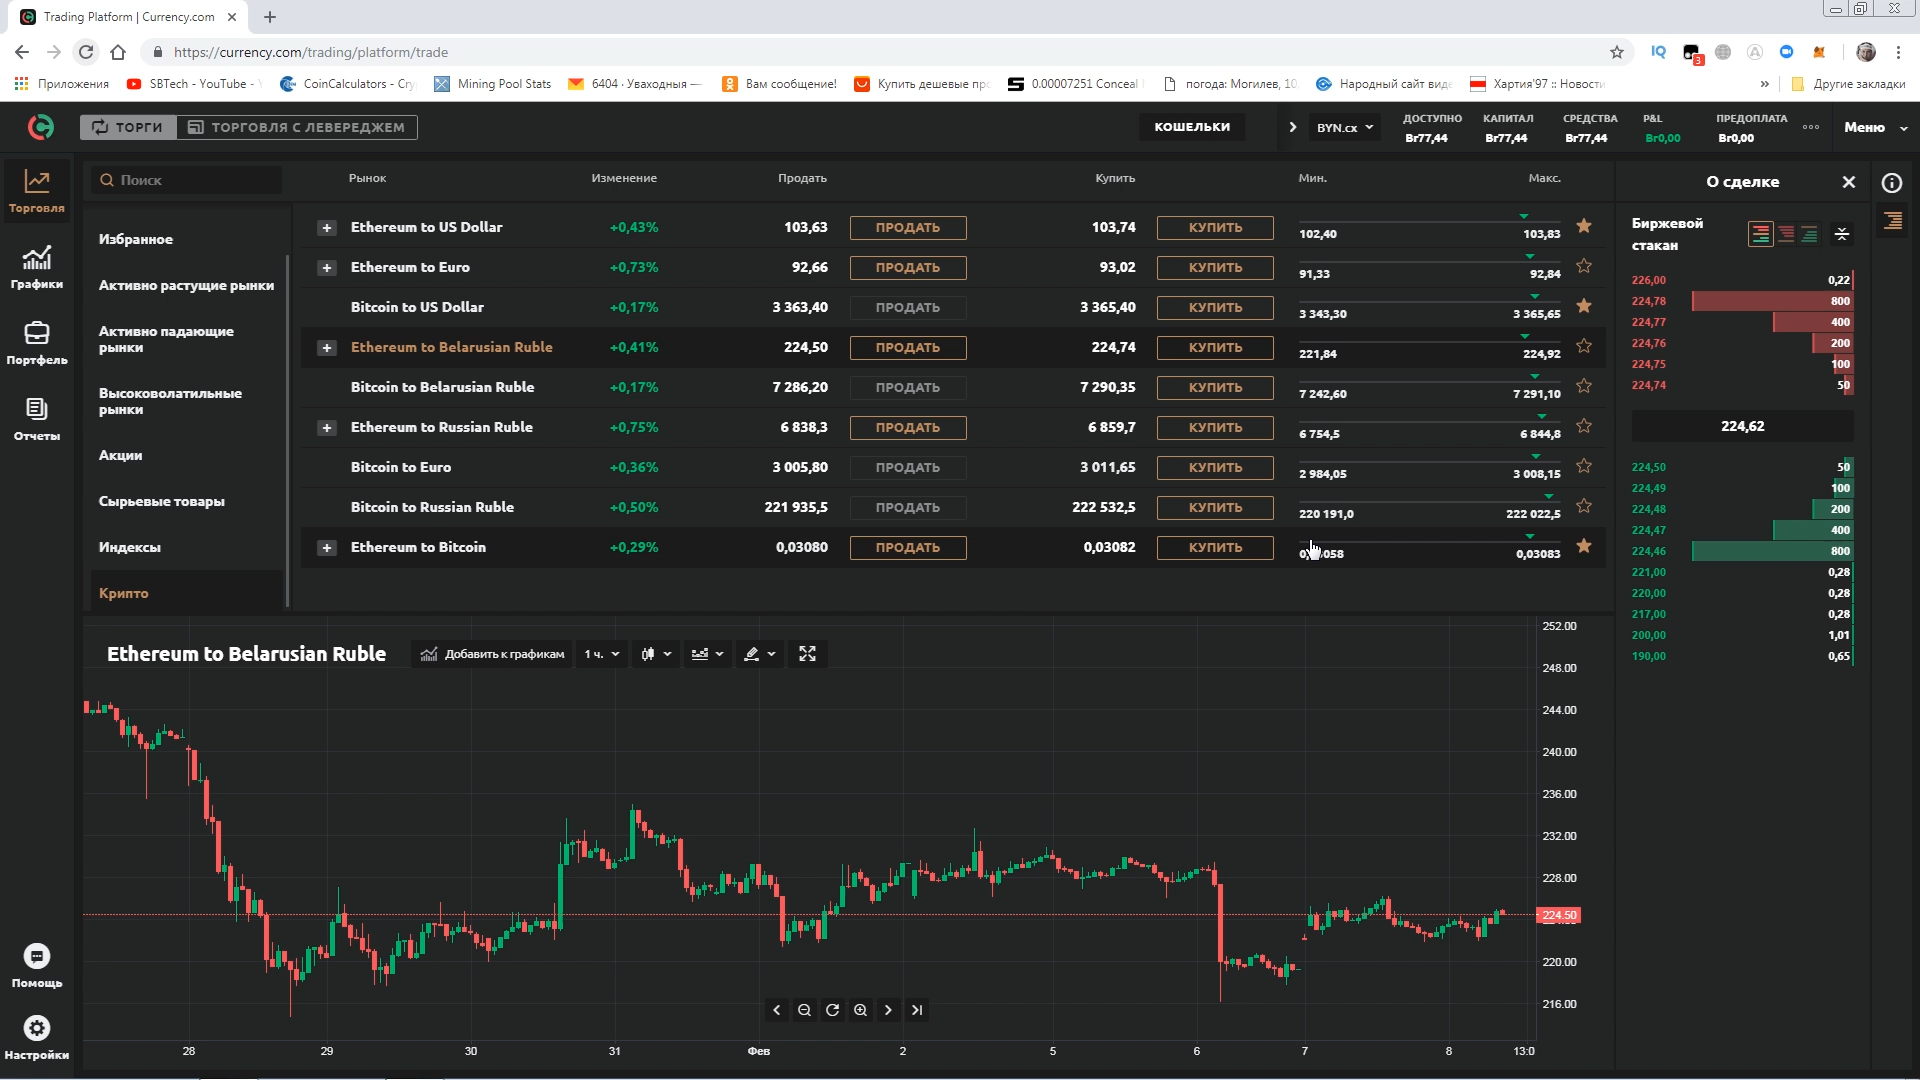 Trading Platform | Currency.com
https://currency.com/trading/platform/trade
3
Приложения
SBTech - YouTube -
CoinCalculators - Cry
Mining Pool Stats
6404 · Уваходныя —
Вам сообщение!
Купить дешевые пр
0.00007251 Conceal
погода: Могилев, 10
Народный сайт вид
Хартия'97 :: Новости
»
Другие закладки
ТОРГИ
ТОРГОВЛЯ С ЛЕВЕРЕДЖЕМ
КОШЕЛЬКИ
BYN.cx
ДОСТУПНО
Br77,44
КАПИТАЛ
Br77,44
СРЕДСТВА
Br77,44
P&L
Br0,00
ПРЕДОПЛАТА
Br0,00
Меню
Торговля
Графики
Портфель
Отчеты
Помощь
Настройки
Поиск
Избранное
Активно растущие рынки
Активно падающие
рынки
Высоковолатильные
рынки
Акции
Сырьевые товары
Индексы
Крипто
Рынок Изменение Продать Купить Мин. Макс.
Ethereum to US Dollar +0,43% 103,63 ПРОДАТЬ 103,74 КУПИТЬ 102,40 103,83
Ethereum to Euro +0,73% 92,66 ПРОДАТЬ 93,02 КУПИТЬ 91,33 92,84
Bitcoin to US Dollar +0,17% 3 363,40 ПРОДАТЬ 3 365,40 КУПИТЬ 3 343,30 3 365,65
Ethereum to Belarusian Ruble +0,41% 224,50 ПРОДАТЬ 224,74 КУПИТЬ 221,84 224,92
Bitcoin to Belarusian Ruble +0,17% 7 286,20 ПРОДАТЬ 7 290,35 КУПИТЬ 7 242,60 7 291,10
Ethereum to Russian Ruble +0,75% 6 838,3 ПРОДАТЬ 6 859,7 КУПИТЬ 6 754,5 6 844,8
Bitcoin to Euro +0,36% 3 005,80 ПРОДАТЬ 3 011,65 КУПИТЬ 2 984,05 3 008,15
Bitcoin to Russian Ruble +0,50% 221 935,5 ПРОДАТЬ 222 532,5 КУПИТЬ 220 191,0 222 022,5
Ethereum to Bitcoin +0,29% 0,03080 ПРОДАТЬ 0,03082 КУПИТЬ 0,03083
О сделке
Биржевой
стакан
226,00 0,22
224,78 800
224,77 400
224,76 200
224,75 100
224,74 50
224,62
224,50 50
224,49 100
224,48 200
224,47 400
224,46 800
221,00 0,28
220,00 0,28
217,00 0,28
200,00 1,01
190,00 0,65
Ethereum to Belarusian Ruble
Добавить к графикам
1 ч.
252.00
248.00
244.00
240.00
236.00
232.00
228.00
224.50
220.00
216.00
28 29 30 31 Фев 2 5 6 7 8 13:0